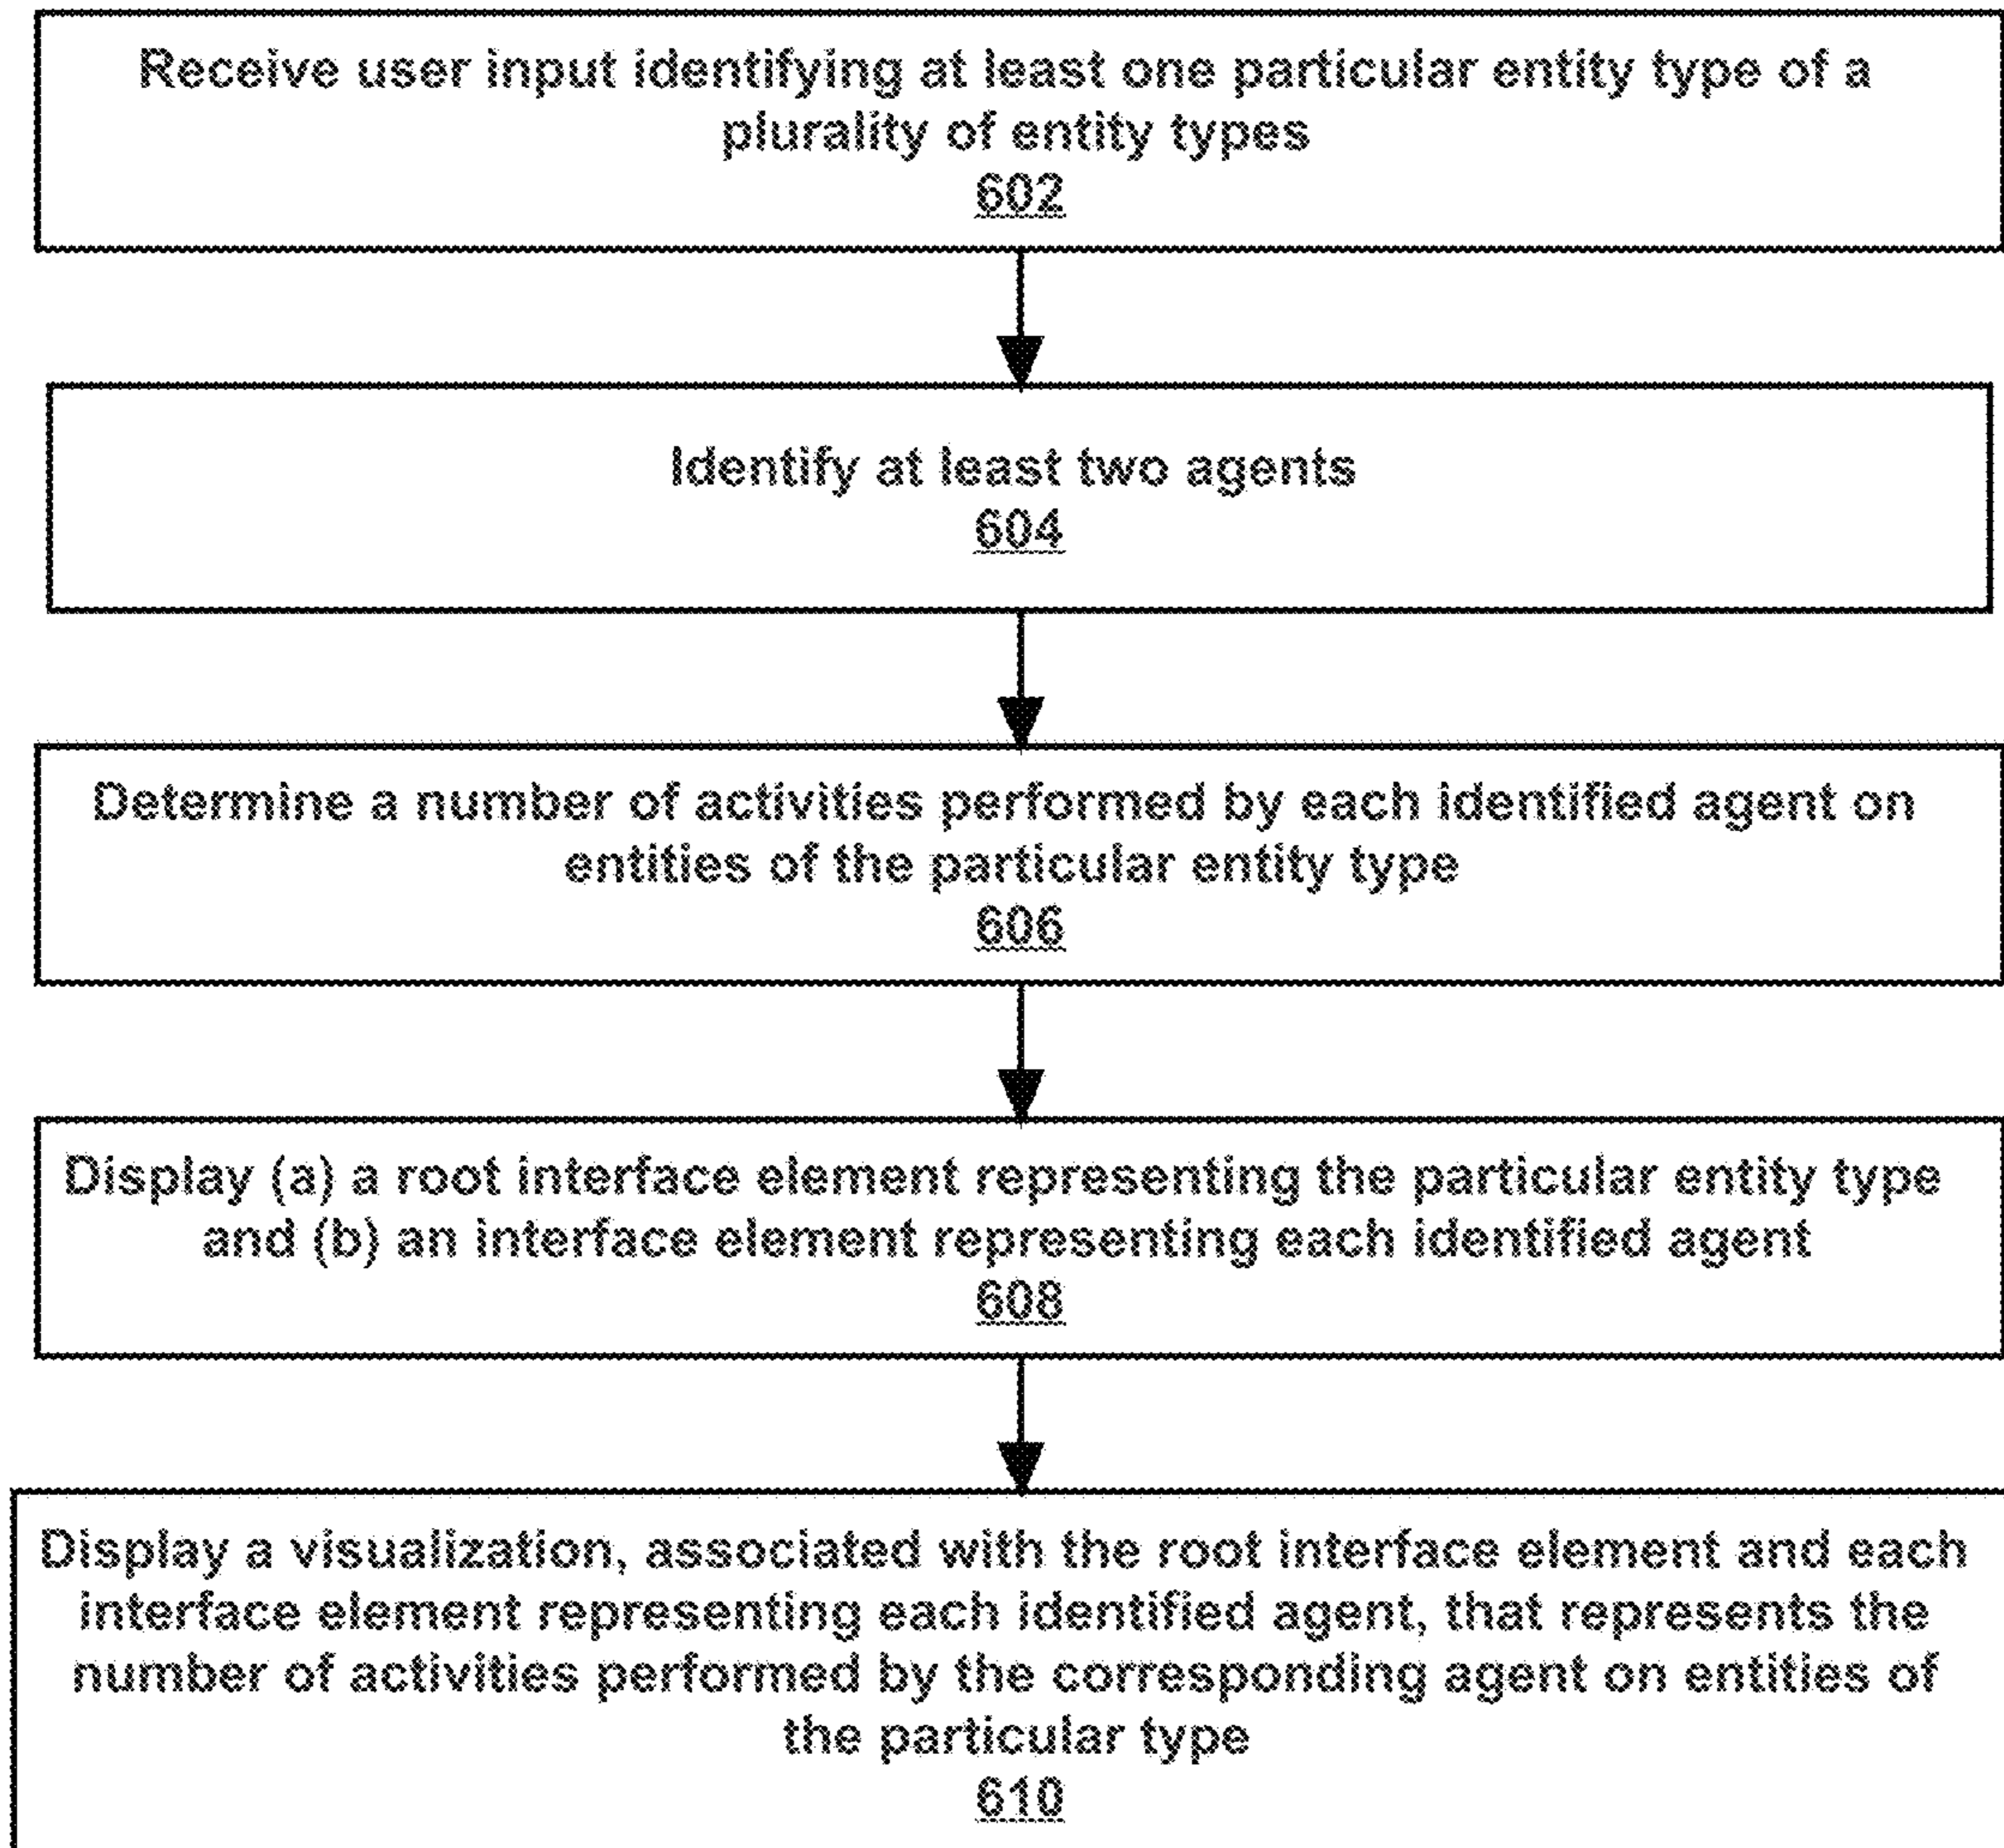 Receive user input identifying at least one particular entity type of a
plurality of entity types
602
Identify at least two agents
604
Determine a number of activities performed by each identified agent on
entities of the particular entity type
606
Display (a) a root interface element representing the particular entity type
and (b) an interface element representing each identified agent
608
Display a visualization, associated with the root interface element and each
interface element representing each identified agent, that represents the
number of activities performed by the corresponding agent on entities of
the particular type
610